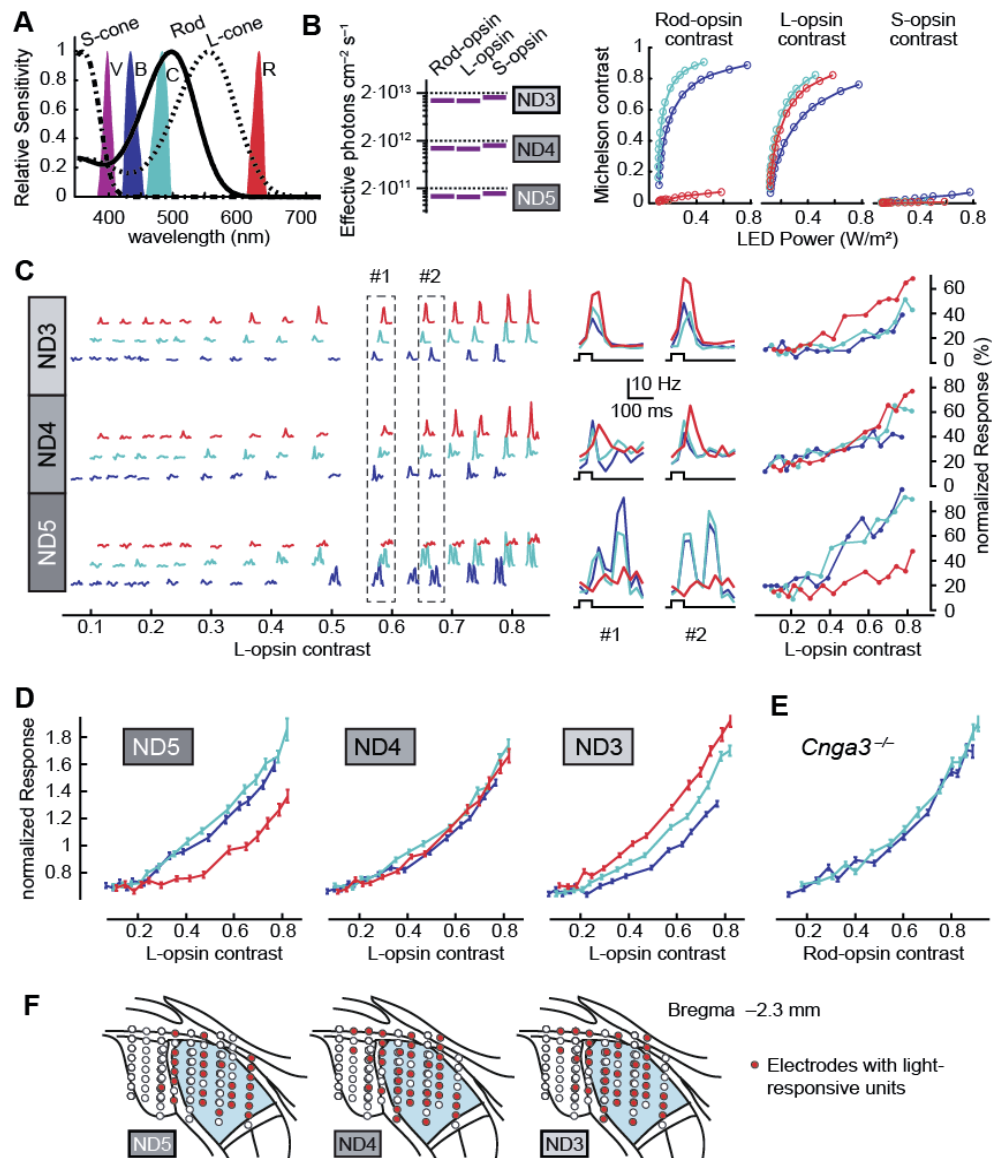 A
S-cone
Rod
L-cone
V
B
C
R
Relative Sensitivity
1
0.8
0.6
0.4
0.2
0
400
500
600
700
wavelength (nm)
B
Effective photons cm⁻² s⁻¹
Rod-opsin
L-opsin
S-opsin
2·10¹³
ND3
2·10¹²
ND4
2·10¹¹
ND5
Rod-opsin contrast
L-opsin contrast
S-opsin contrast
Michelson contrast
1
0.8
0.6
0.4
0.2
0
0 0.4 0.8
0.4 0.8
0.4 0.8
LED Power (W/m²)
C
#1
#2
ND3
ND4
ND5
0.1 0.2 0.3 0.4 0.5 0.6 0.7 0.8
L-opsin contrast
10 Hz
100 ms
#1
#2
60
40
20
0
80
60
40
20
0
80
60
40
20
0
normalized Response (%)
0.2 0.4 0.6 0.8
L-opsin contrast
D
normalized Response
1.8
1.6
1.4
1.2
1
0.8
ND5
ND4
ND3
0.2 0.4 0.6 0.8
L-opsin contrast
0.2 0.4 0.6 0.8
L-opsin contrast
0.2 0.4 0.6 0.8
L-opsin contrast
E
Cnga3⁻/⁻
0.2 0.4 0.6 0.8
Rod-opsin contrast
F
Bregma –2.3 mm
Electrodes with light-
responsive units
ND5
ND4
ND3